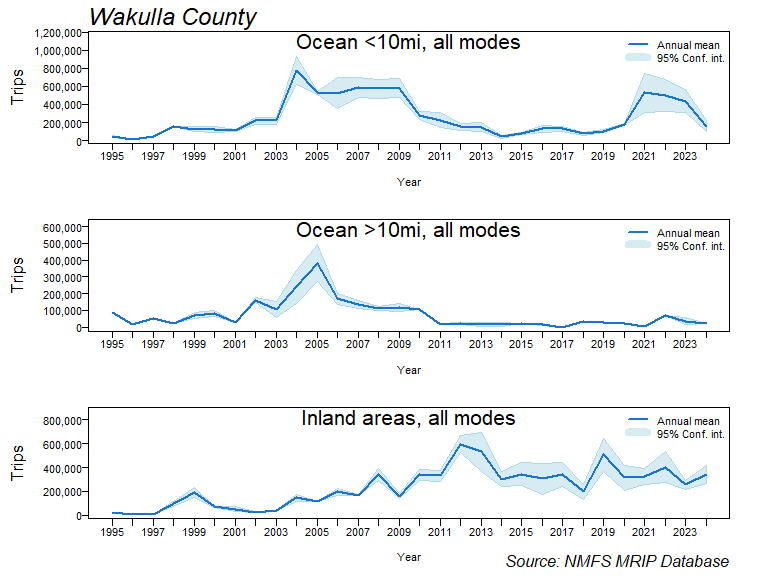 Wakulla County
Ocean <10mi, all modes
Annual mean
95% Conf. int.
Trips
1,200,000
1,000,000
800,000
600,000
400,000
200,000
0
1995 1997 1999 2001 2003 2005 2007 2009 2011 2013 2015 2017 2019 2021 2023
Year
Ocean >10mi, all modes
Annual mean
95% Conf. int.
Trips
600,000
500,000
400,000
300,000
200,000
100,000
0
1995 1997 1999 2001 2003 2005 2007 2009 2011 2013 2015 2017 2019 2021 2023
Year
Inland areas, all modes
Annual mean
95% Conf. int.
Trips
800,000
600,000
400,000
200,000
0
1995 1997 1999 2001 2003 2005 2007 2009 2011 2013 2015 2017 2019 2021 2023
Year
Source: NMFS MRIP Database